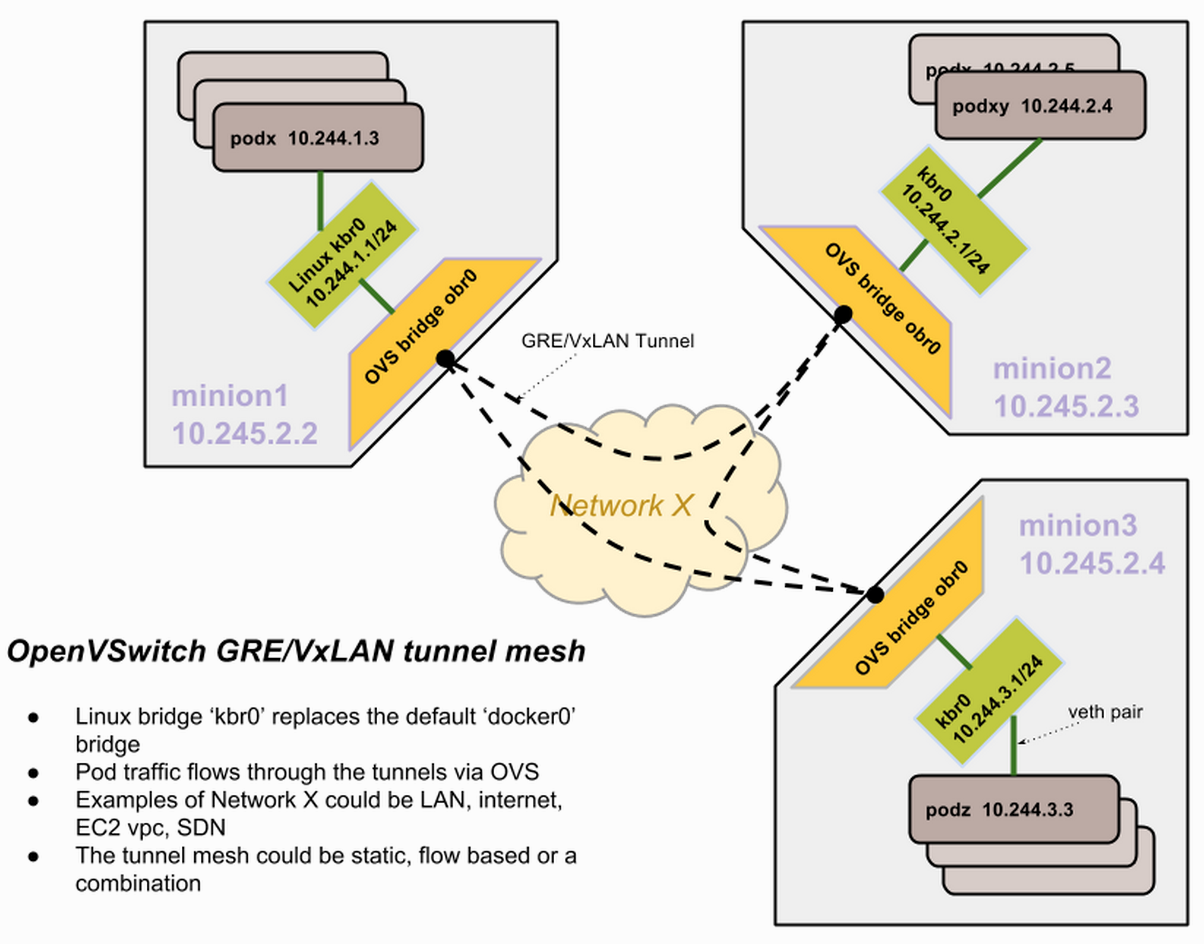 podx 10.244.1.3
Linux kbr0
10.244.1.1/24
OVS bridge obr0
minion1
10.245.2.2
podx 10.244.2.5
podxy 10.244.2.4
kbr0
10.244.2.1/24
OVS bridge obr0
minion2
10.245.2.3
GRE/VxLAN Tunnel
Network X
minion3
10.245.2.4
OVS bridge obr0
kbr0
10.244.3.1/24
veth pair
podz 10.244.3.3
OpenVSwitch GRE/VxLAN tunnel mesh
● Linux bridge ‘kbr0’ replaces the default ‘docker0’
bridge
● Pod traffic flows through the tunnels via OVS
● Examples of Network X could be LAN, internet,
EC2 vpc, SDN
● The tunnel mesh could be static, flow based or a
combination